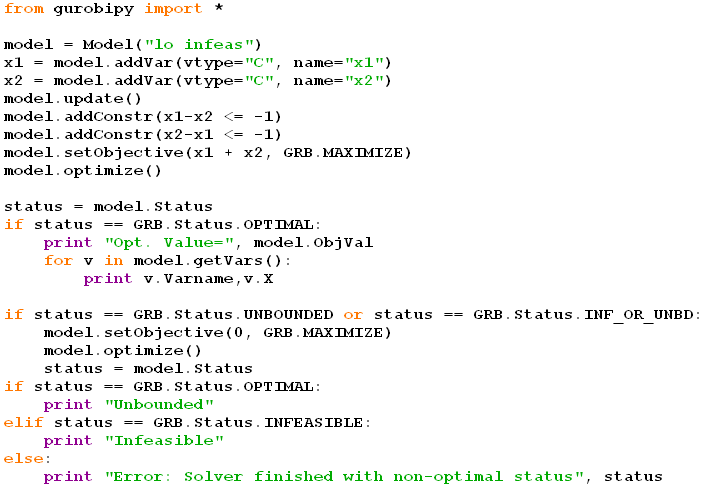 from gurobipy import *

model = Model("lo infeas")
x1 = model.addVar(vtype="C", name="x1")
x2 = model.addVar(vtype="C", name="x2")
model.update()
model.addConstr(x1-x2 <= -1)
model.addConstr(x2-x1 <= -1)
model.setObjective(x1 + x2, GRB.MAXIMIZE)
model.optimize()

status = model.Status
if status == GRB.Status.OPTIMAL:
    print "Opt. Value=", model.ObjVal
    for v in model.getVars():
        print v.Varname,v.X

if status == GRB.Status.UNBOUNDED or status == GRB.Status.INF_OR_UNBD:
    model.setObjective(0, GRB.MAXIMIZE)
    model.optimize()
    status = model.Status
if status == GRB.Status.OPTIMAL:
    print "Unbounded"
elif status == GRB.Status.INFEASIBLE:
    print "Infeasible"
else:
    print "Error: Solver finished with non-optimal status", status